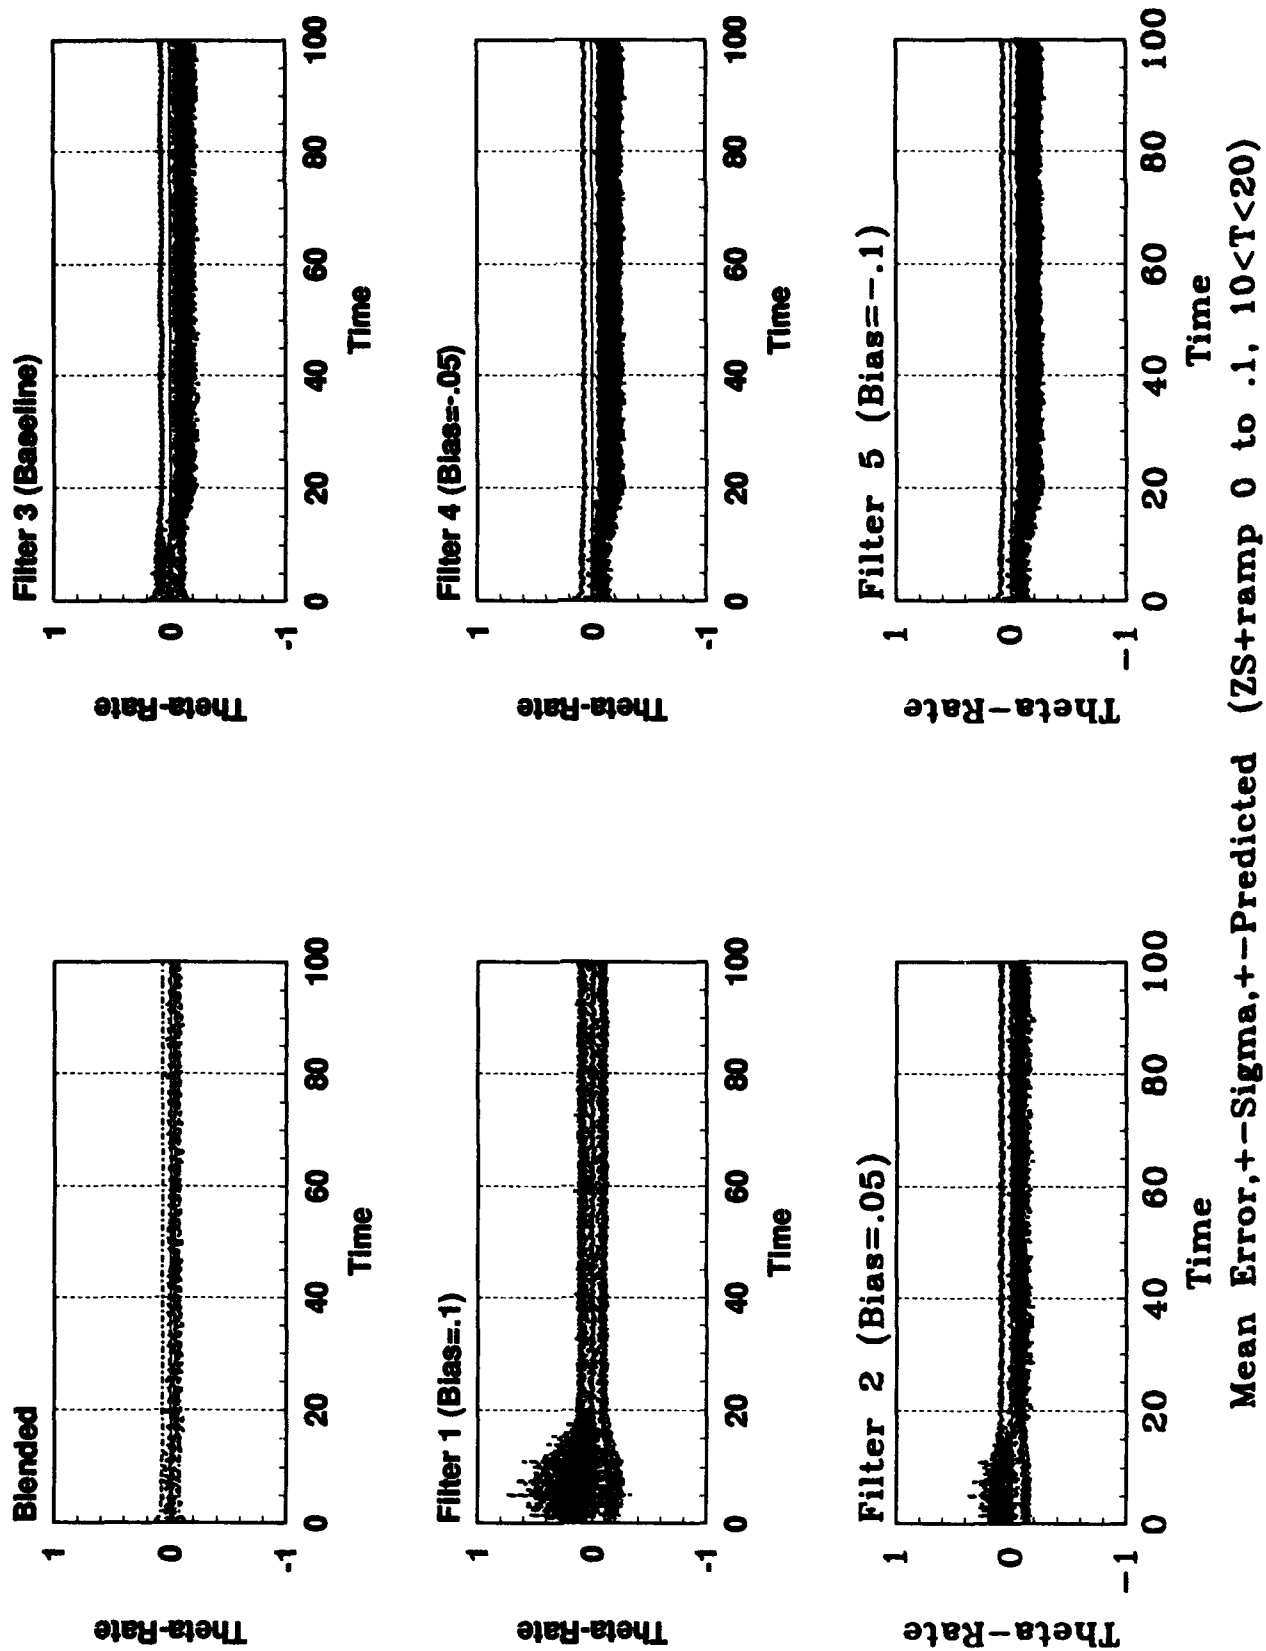 Blended
1
0
-1
Theta-Rate
0 20 40 60 80 100
Time
Filter 3 (Baseline)
1
0
-1
Theta-Rate
0 20 40 60 80 100
Time
Filter 1 (Bias=.1)
1
0
-1
Theta-Rate
0 20 40 60 80 100
Time
Filter 4 (Bias=-.05)
1
0
-1
Theta-Rate
0 20 40 60 80 100
Time
Filter 2 (Bias=.05)
1
0
-1
Theta-Rate
0 20 40 60 80 100
Time
Filter 5 (Bias=-.1)
1
0
-1
Theta-Rate
0 20 40 60 80 100
Time
Mean Error,+-Sigma,+-Predicted (ZS+ramp 0 to .1, 10<T<20)